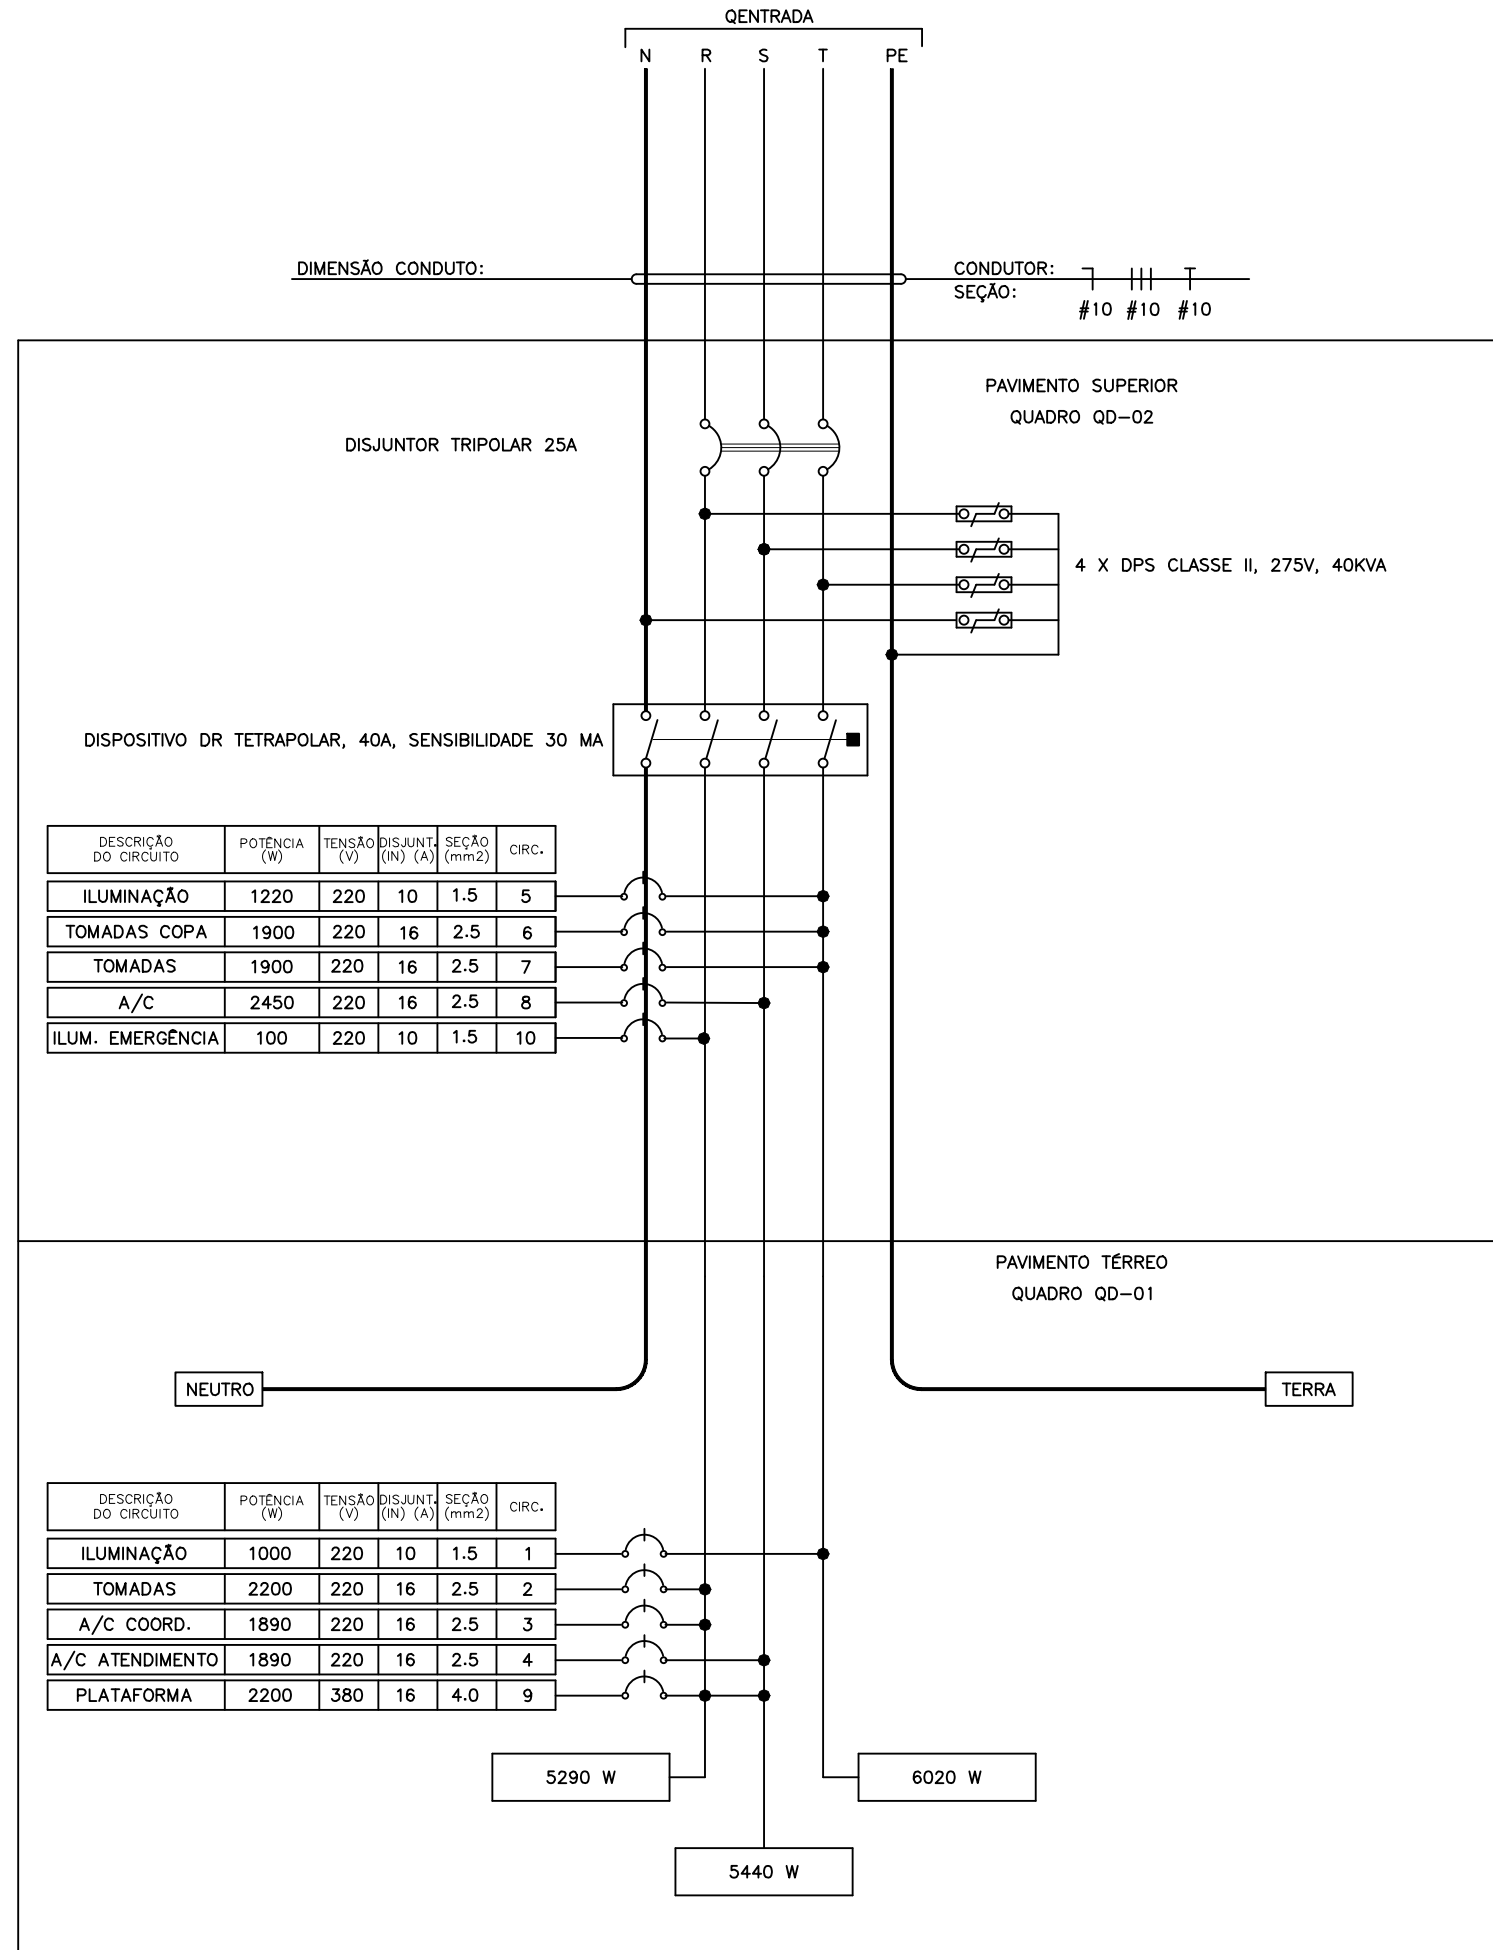 QENTRADA
N R S T PE
DIMENSÃO CONDUTO:
CONDUTOR:
SEÇÃO:
#10 #10 #10
PAVIMENTO SUPERIOR
QUADRO QD-02
DISJUNTOR TRIPOLAR 25A
4 X DPS CLASSE II, 275V, 40KVA
DISPOSITIVO DR TETRAPOLAR, 40A, SENSIBILIDADE 30 MA
DESCRIÇÃO DO CIRCUITO POTÊNCIA (W) TENSÃO (V) DISJUNT. (IN) (A) SEÇÃO (mm2) CIRC.
ILUMINAÇÃO 1220 220 10 1.5 5
TOMADAS COPA 1900 220 16 2.5 6
TOMADAS 1900 220 16 2.5 7
A/C 2450 220 16 2.5 8
ILUM. EMERGÊNCIA 100 220 10 1.5 10
PAVIMENTO TÉRREO
QUADRO QD-01
NEUTRO
TERRA
DESCRIÇÃO DO CIRCUITO POTÊNCIA (W) TENSÃO (V) DISJUNT. (IN) (A) SEÇÃO (mm2) CIRC.
ILUMINAÇÃO 1000 220 10 1.5 1
TOMADAS 2200 220 16 2.5 2
A/C COORD. 1890 220 16 2.5 3
A/C ATENDIMENTO 1890 220 16 2.5 4
PLATAFORMA 2200 380 16 4.0 9
5290 W
6020 W
5440 W